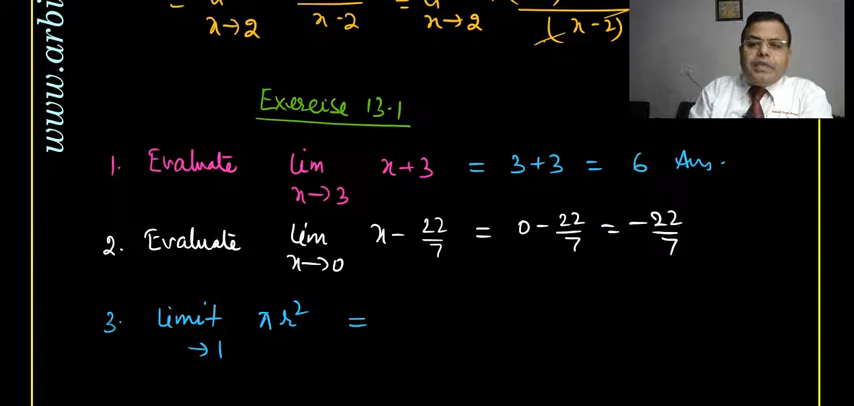 = x→2 x-2 = x→2 (x-2)
www.arbi
Exercise 13.1
1. Evaluate lim x→3 x+3 = 3+3 = 6 Ans.
2. Evaluate lim x→0 x - 22/7 = 0 - 22/7 = -22/7
3. Limit →1 πr² =